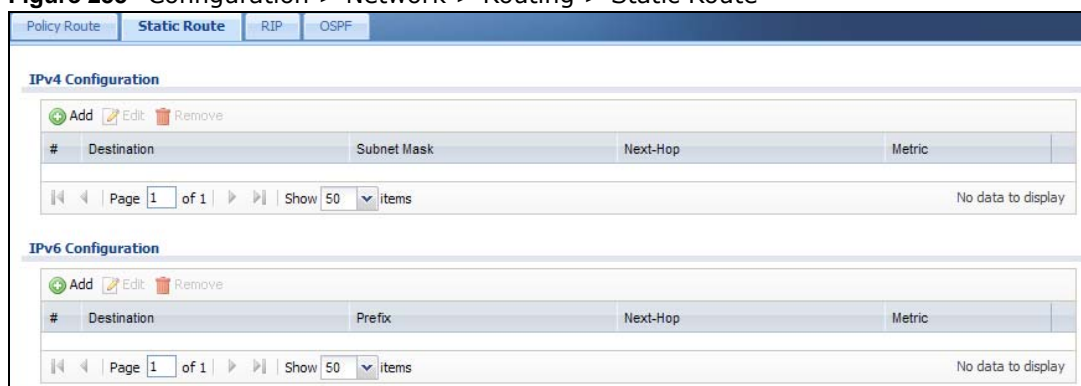 Configuration > Network > Routing > Static Route
Policy Route Static Route RIP OSPF
IPv4 Configuration
Add Edit Remove
# Destination Subnet Mask Next-Hop Metric
Page 1 of 1 Show 50 items No data to display
IPv6 Configuration
Add Edit Remove
# Destination Prefix Next-Hop Metric
Page 1 of 1 Show 50 items No data to display